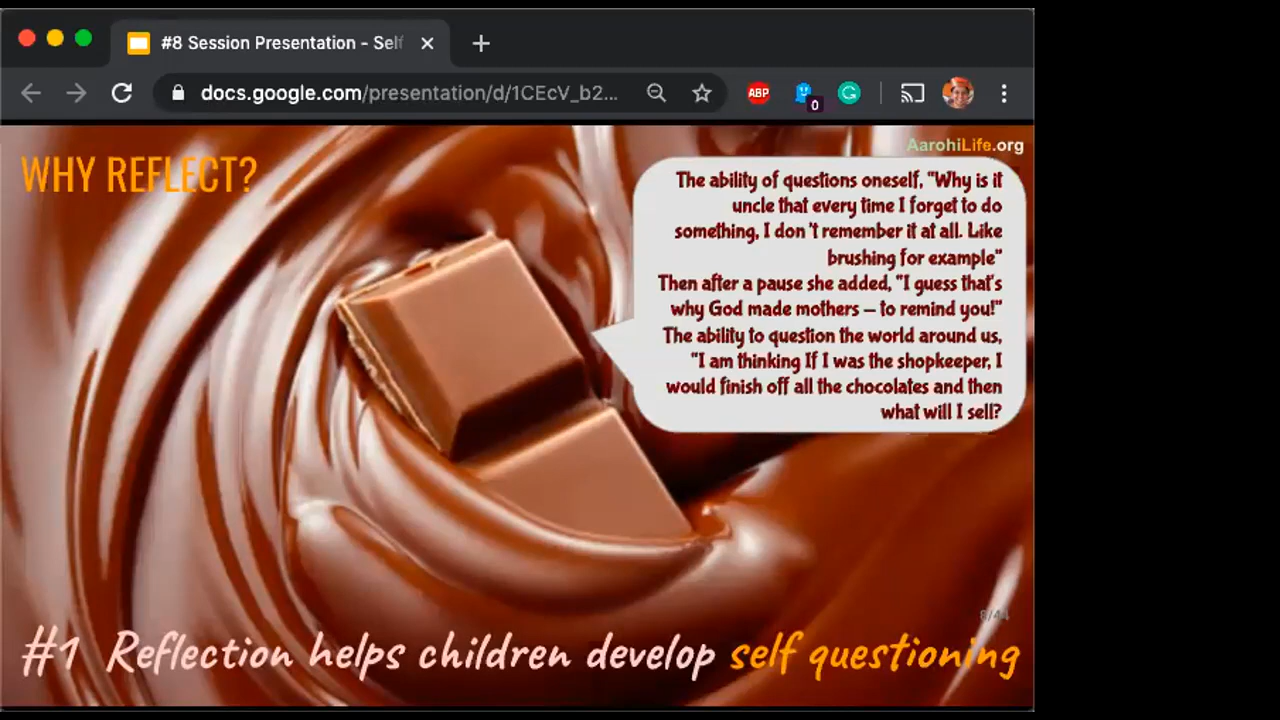 #8 Session Presentation - Self
docs.google.com/presentation/d/1CEcV_b2...
ABP
0
AarohiLife.org
WHY REFLECT?
The ability of questions oneself, "Why is it
uncle that every time I forget to do
something, I don't remember it at all. Like
brushing for example"
Then after a pause she added, "I guess that's
why God made mothers – to remind you!"
The ability to question the world around us,
"I am thinking If I was the shopkeeper, I
would finish off all the chocolates and then
what will I sell?
#1 Reflection helps children develop self questioning